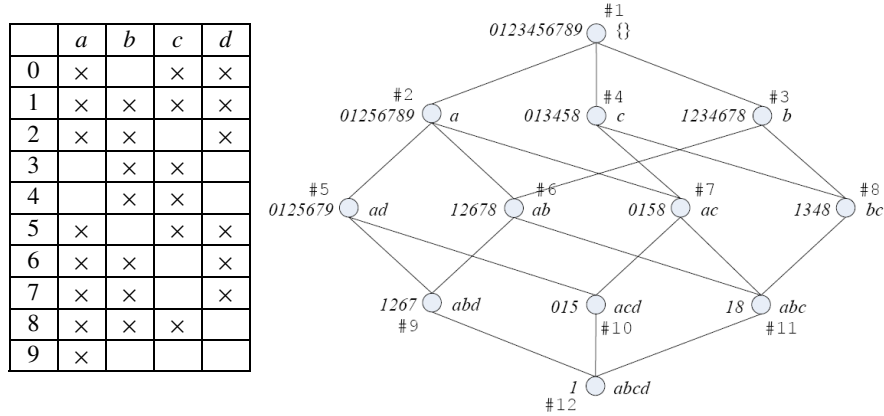 a b c d
0 × × ×
1 × × × ×
2 × × ×
3 × ×
4 × ×
5 × × ×
6 × × ×
7 × × ×
8 × × ×
9 ×
#1
0123456789 {}
#2
01256789 a
#4
013458 c
#3
1234678 b
#5
0125679 ad
#6
12678 ab
#7
0158 ac
#8
1348 bc
1267 abd
#9
015 acd
#10
18 abc
#11
1 abcd
#12